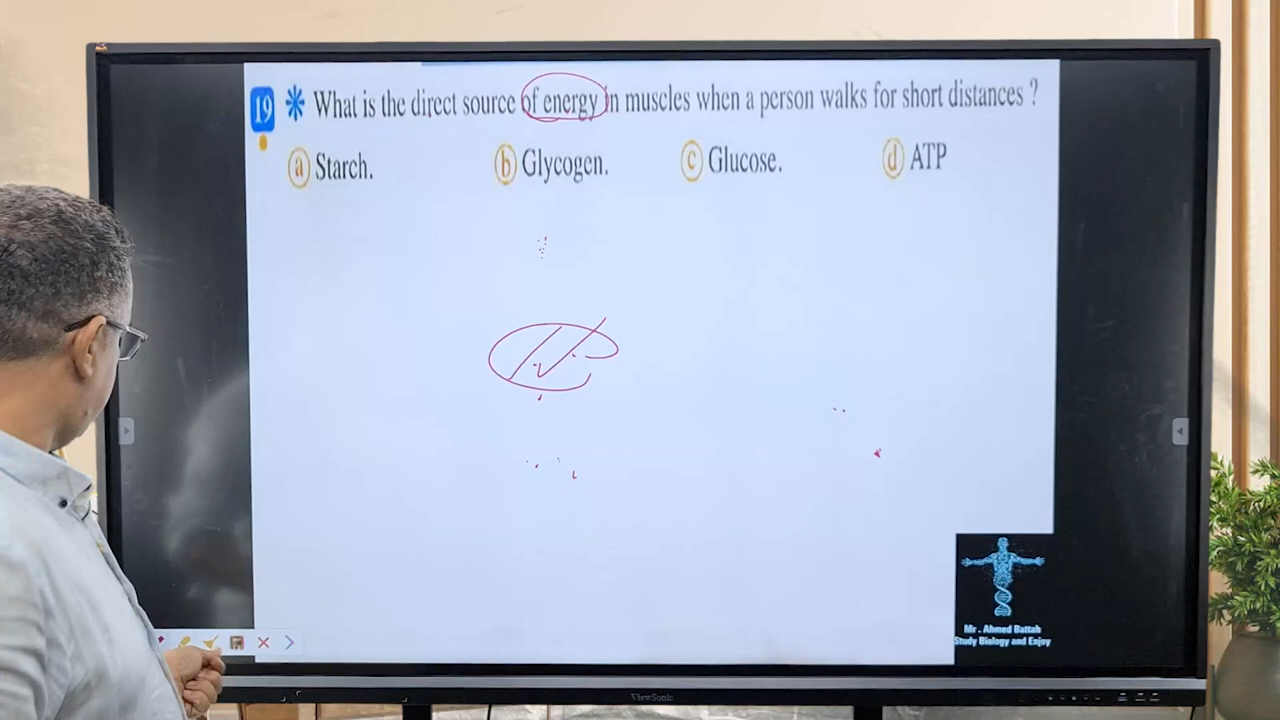 19 * What is the direct source of energy in muscles when a person walks for short distances ?
a Starch. b Glycogen. c Glucose. d ATP
Mr . Ahmed Battah
Study Biology and Enjoy
ViewSonic